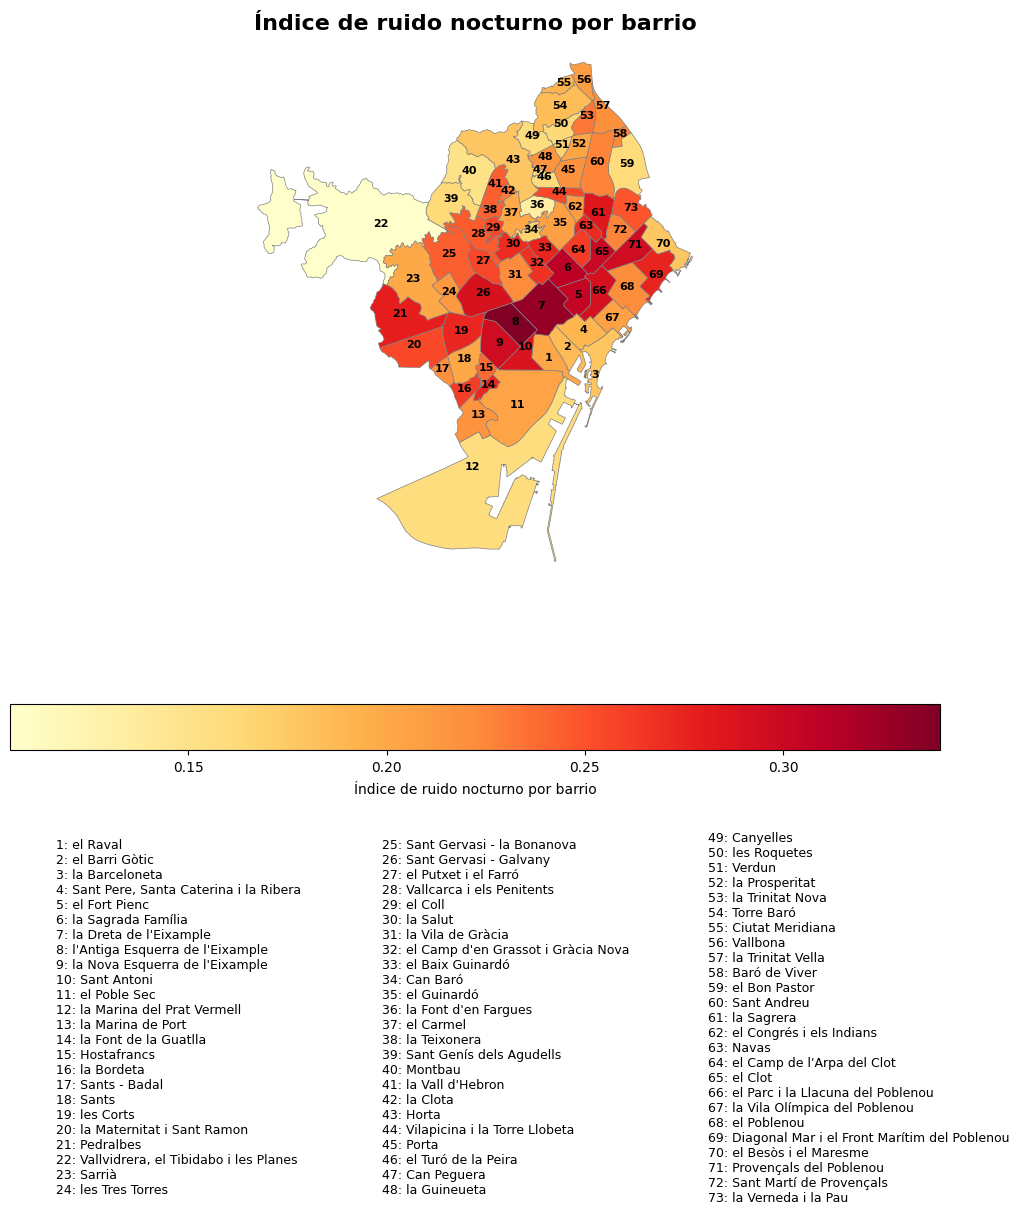 Índice de ruido nocturno por barrio
55
56
54
57
53
50
58
49
51
52
48
43
45
60
59
40
47
46
41
42
44
39
36
62
38
37
61
73
35
63
22
29
34
72
28
30
33
71
70
25
64
65
27
32
6
31
69
23
24
26
5
66
68
7
21
8
67
19
4
20
9
10
2
18
1
17
15
3
16
14
11
13
12
0.15
0.20
0.25
0.30
Índice de ruido nocturno por barrio
1: el Raval
2: el Barri Gòtic
3: la Barceloneta
4: Sant Pere, Santa Caterina i la Ribera
5: el Fort Pienc
6: la Sagrada Família
7: la Dreta de l'Eixample
8: l'Antiga Esquerra de l'Eixample
9: la Nova Esquerra de l'Eixample
10: Sant Antoni
11: el Poble Sec
12: la Marina del Prat Vermell
13: la Marina de Port
14: la Font de la Guatlla
15: Hostafrancs
16: la Bordeta
17: Sants - Badal
18: Sants
19: les Corts
20: la Maternitat i Sant Ramon
21: Pedralbes
22: Vallvidrera, el Tibidabo i les Planes
23: Sarrià
24: les Tres Torres
25: Sant Gervasi - la Bonanova
26: Sant Gervasi - Galvany
27: el Putxet i el Farró
28: Vallcarca i els Penitents
29: el Coll
30: la Salut
31: la Vila de Gràcia
32: el Camp d'en Grassot i Gràcia Nova
33: el Baix Guinardó
34: Can Baró
35: el Guinardó
36: la Font d'en Fargues
37: el Carmel
38: la Teixonera
39: Sant Genís dels Agudells
40: Montbau
41: la Vall d'Hebron
42: la Clota
43: Horta
44: Vilapicina i la Torre Llobeta
45: Porta
46: el Turó de la Peira
47: Can Peguera
48: la Guineueta
49: Canyelles
50: les Roquetes
51: Verdun
52: la Prosperitat
53: la Trinitat Nova
54: Torre Baró
55: Ciutat Meridiana
56: Vallbona
57: la Trinitat Vella
58: Baró de Viver
59: el Bon Pastor
60: Sant Andreu
61: la Sagrera
62: el Congrés i els Indians
63: Navas
64: el Camp de l'Arpa del Clot
65: el Clot
66: el Parc i la Llacuna del Poblenou
67: la Vila Olímpica del Poblenou
68: el Poblenou
69: Diagonal Mar i el Front Marítim del Poblenou
70: el Besòs i el Maresme
71: Provençals del Poblenou
72: Sant Martí de Provençals
73: la Verneda i la Pau